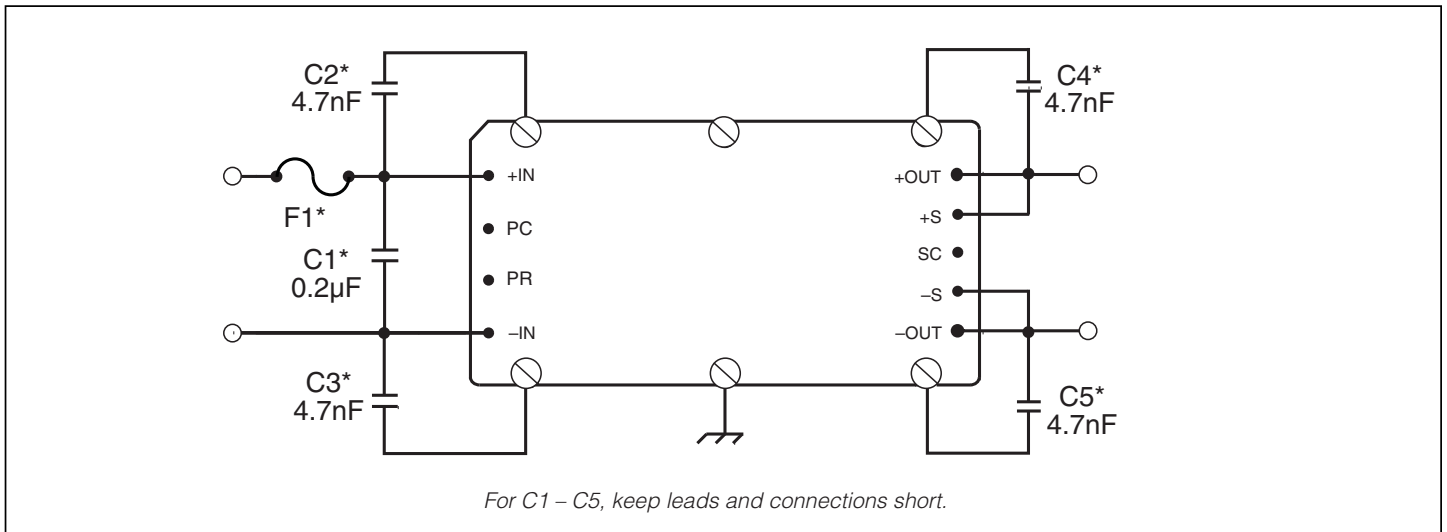 C2*
4.7nF
C4*
4.7nF
+IN
+OUT
F1*
+S
PC
C1*
0.2µF
SC
PR
–S
–IN
–OUT
C3*
4.7nF
C5*
4.7nF
For C1 – C5, keep leads and connections short.